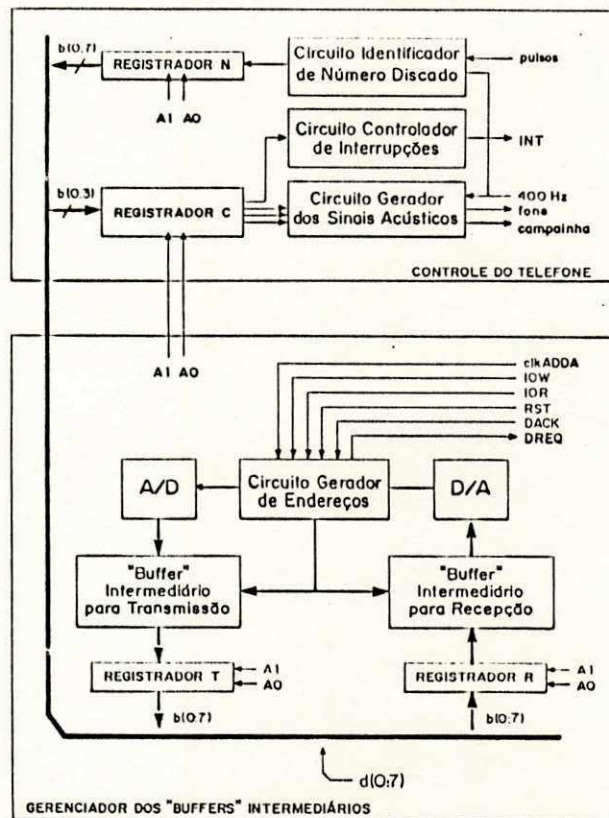 b(0:7)
REGISTRADOR N
A1 A0
Circuito Identificador
de Número Discado
pulsos
Circuito Controlador
de Interrupções
INT
b(0:3)
REGISTRADOR C
Circuito Gerador
dos Sinais Acústicos
400 Hz
fone
campainha
CONTROLE DO TELEFONE
A1 A0
clkADDA
IOW
IOR
RST
DACK
DREQ
A/D
Circuito Gerador
de Endereços
D/A
"Buffer"
Intermediário
para Transmissão
"Buffer"
Intermediário
para Recepção
REGISTRADOR T
A1
A0
REGISTRADOR R
A1
A0
b(0:7)
b(0:7)
d(0:7)
GERENCIADOR DOS "BUFFERS" INTERMEDIÁRIOS